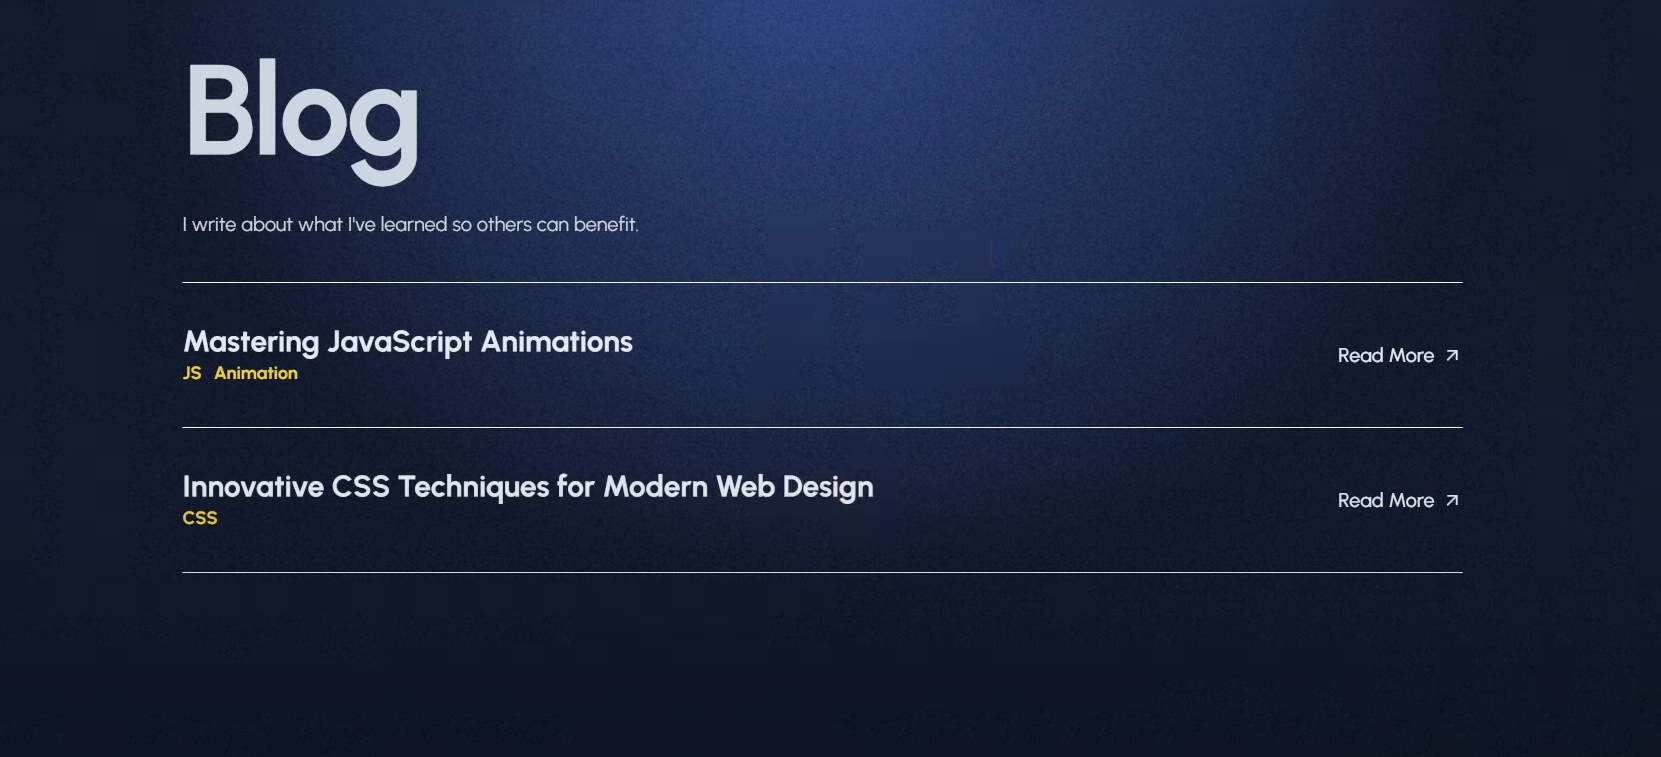 Blog
I write about what I've learned so others can benefit.
Mastering JavaScript Animations
JS Animation
Read More
Innovative CSS Techniques for Modern Web Design
CSS
Read More